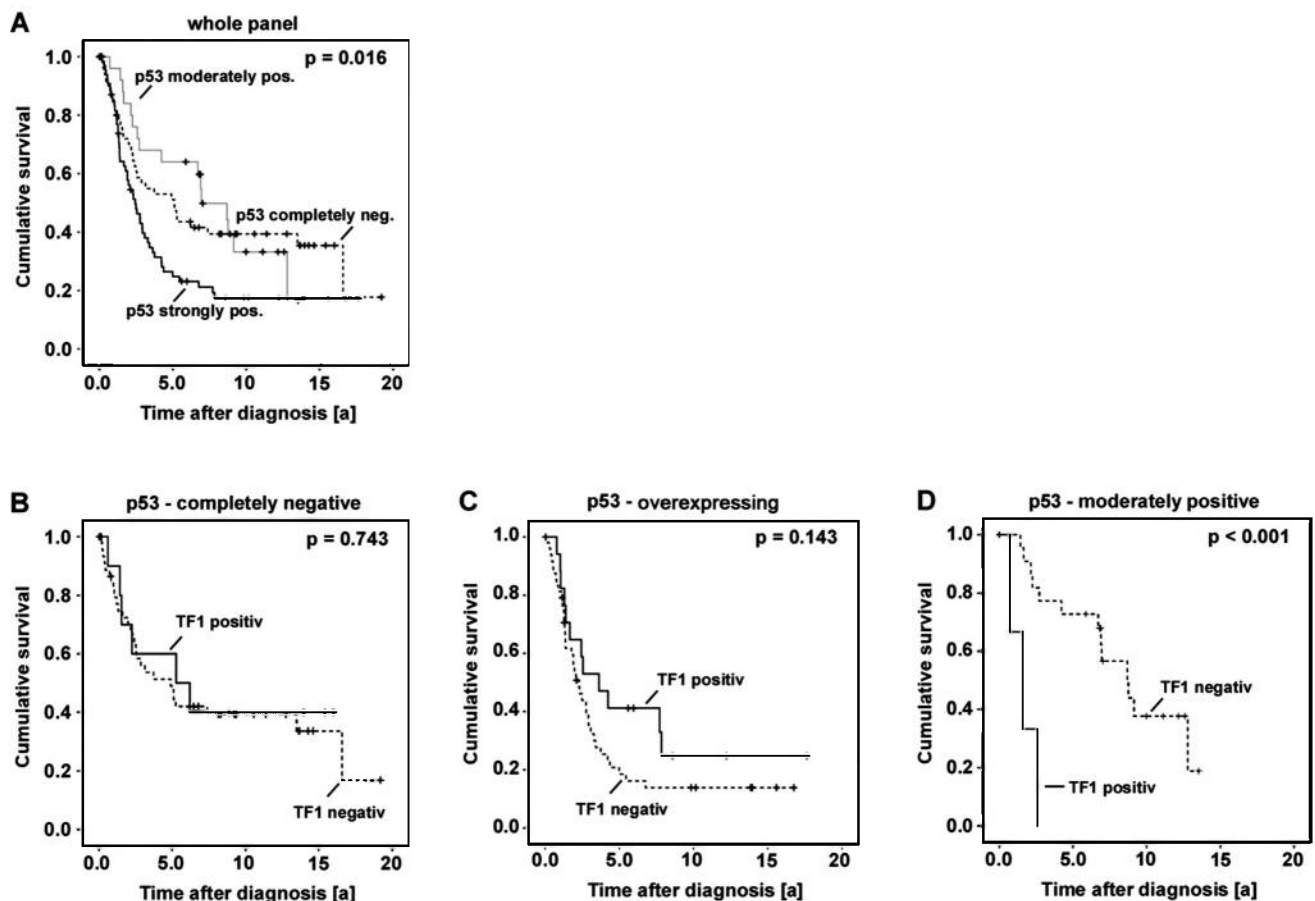 A
whole panel
p = 0.016
p53 moderately pos.
p53 completely neg.
p53 strongly pos.
Cumulative survival
1.0
0.8
0.6
0.4
0.2
0.0
0.0 5.0 10 15 20
Time after diagnosis [a]
B
p53 - completely negative
p = 0.743
TF1 positiv
TF1 negativ
Cumulative survival
1.0
0.8
0.6
0.4
0.2
0.0
0.0 5.0 10 15 20
Time after diagnosis [a]
C
p53 - overexpressing
p = 0.143
TF1 positiv
TF1 negativ
Cumulative survival
1.0
0.8
0.6
0.4
0.2
0.0
0.0 5.0 10 15 20
Time after diagnosis [a]
D
p53 - moderately positive
p < 0.001
TF1 negativ
TF1 positiv
Cumulative survival
1.0
0.8
0.6
0.4
0.2
0.0
0.0 5.0 10 15 20
Time after diagnosis [a]